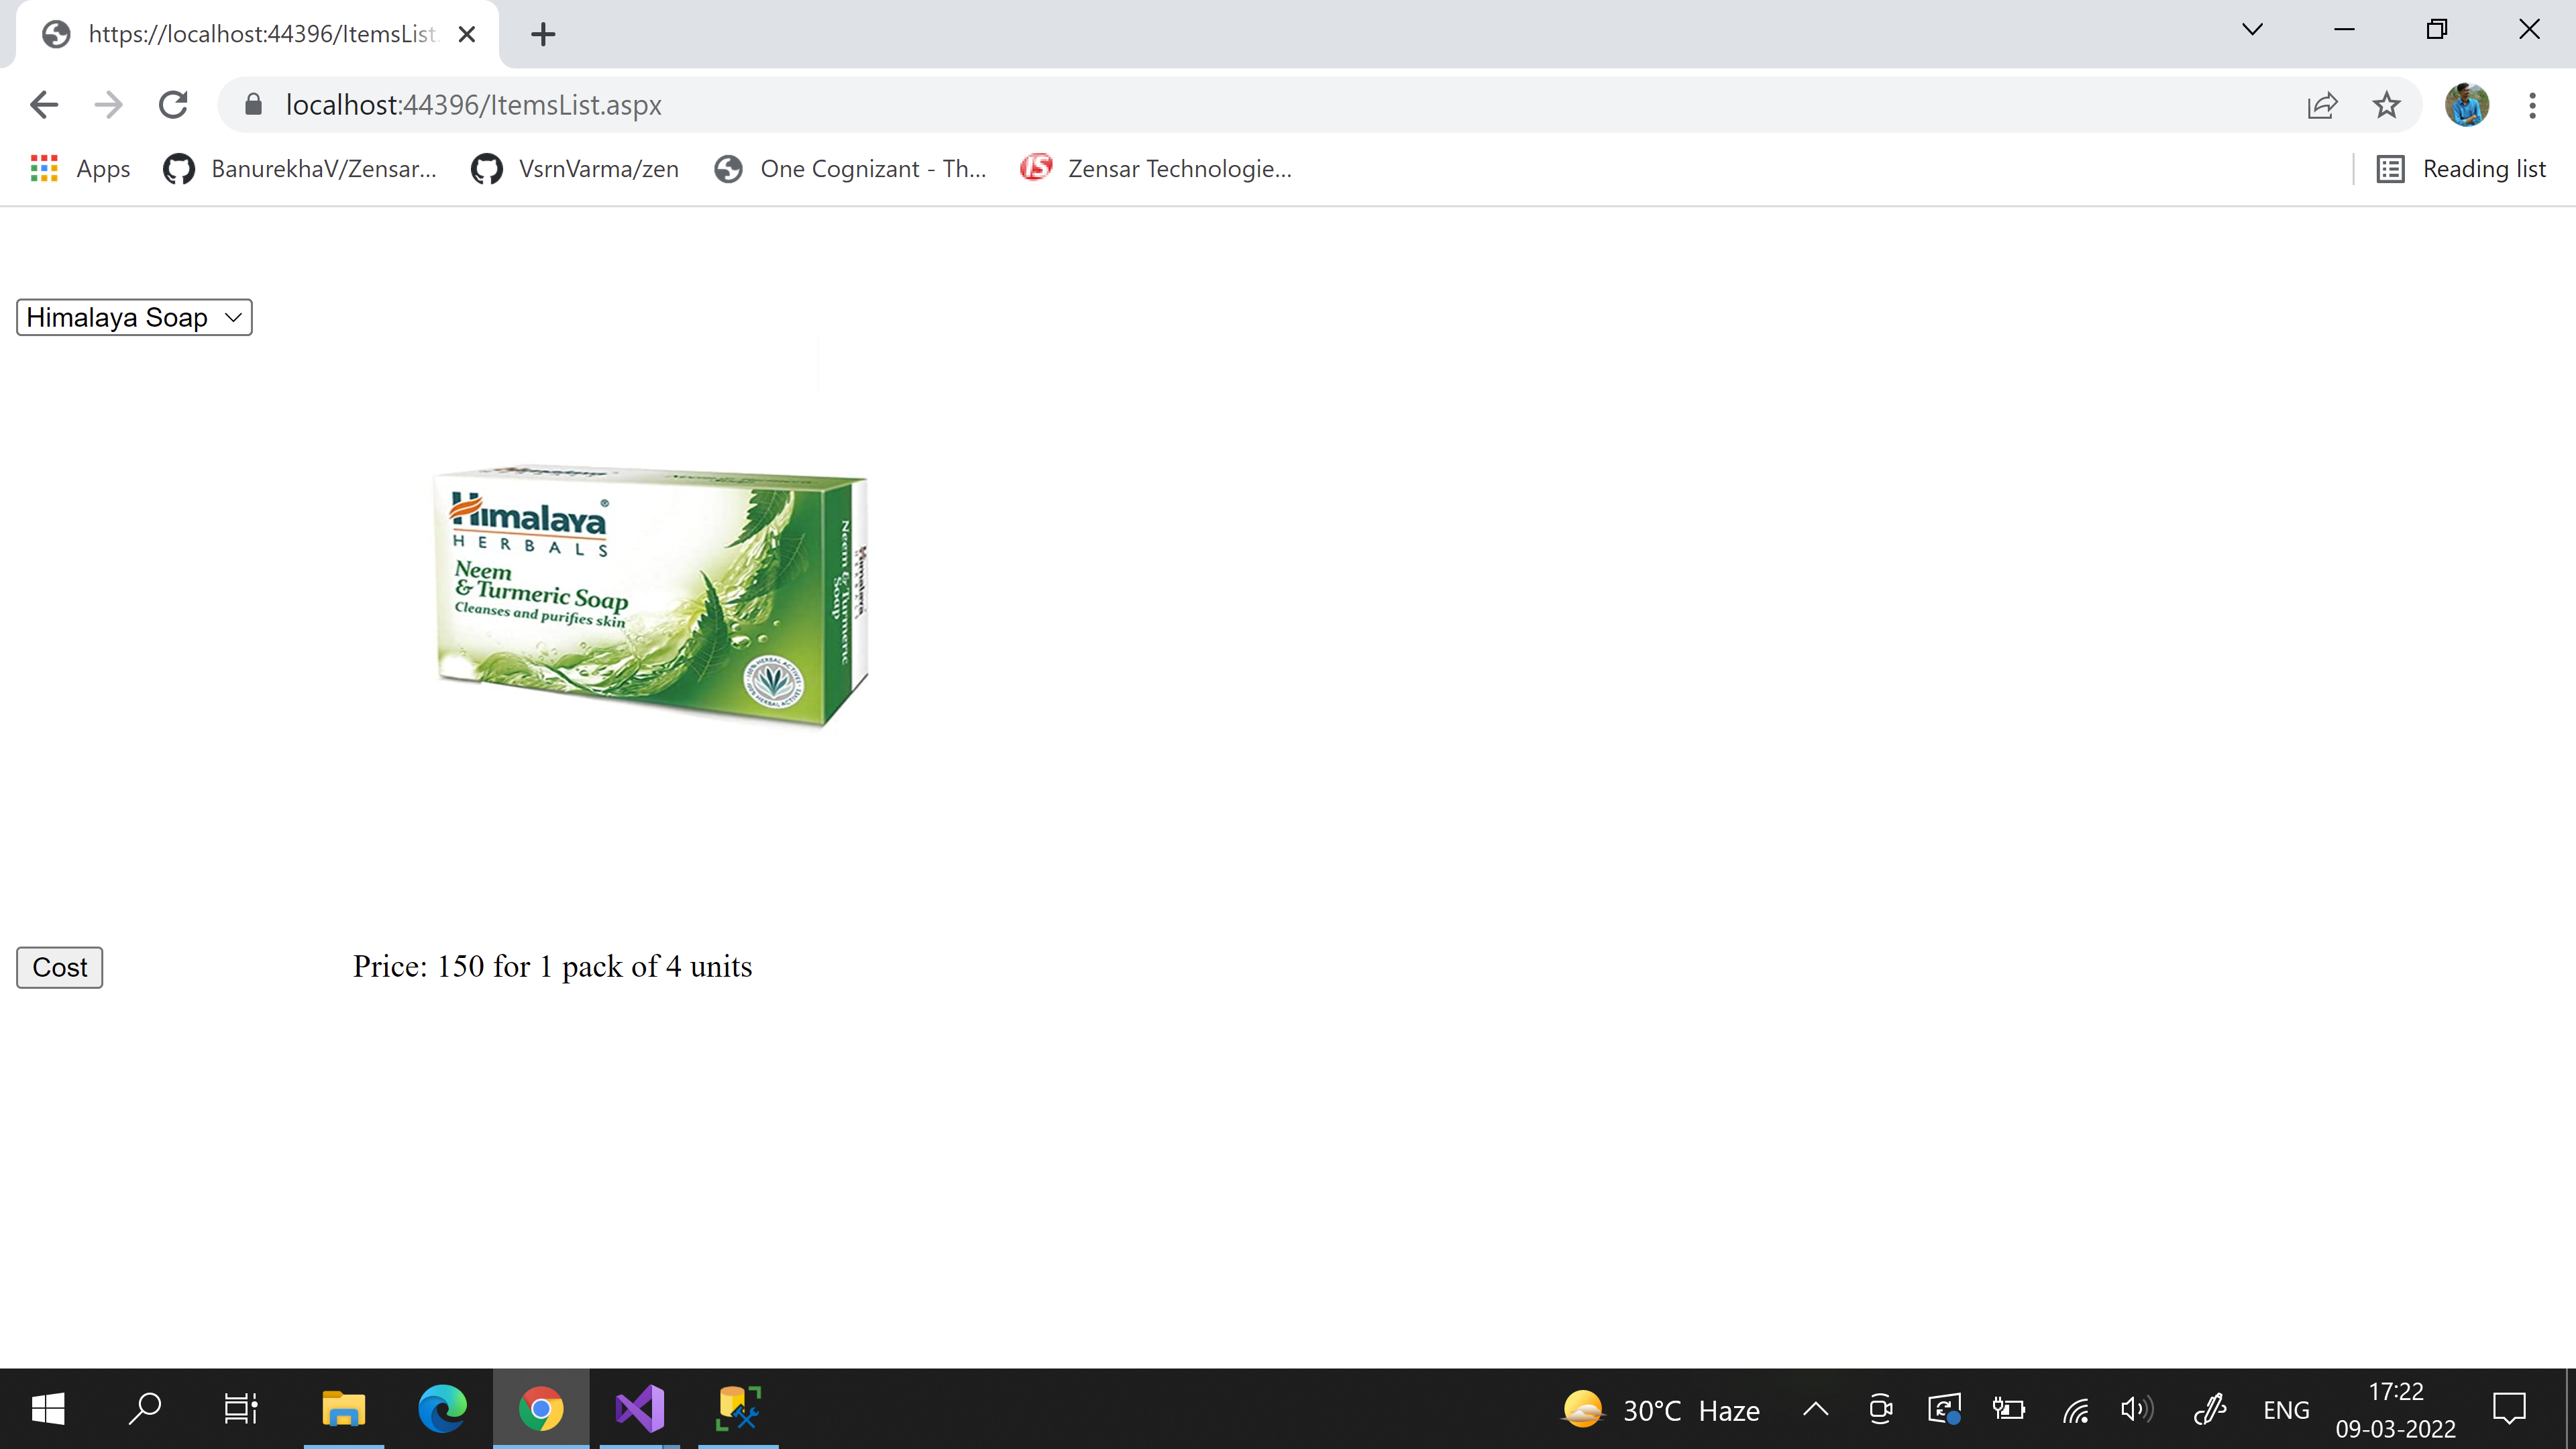 https://localhost:44396/ItemsList.
localhost:44396/ItemsList.aspx
Apps
BanurekhaV/Zensar...
VsrnVarma/zen
One Cognizant - Th...
Zensar Technologie...
Reading list
Himalaya Soap
Himalaya®
HERBALS
Neem
& Turmeric Soap
Cleanses and purifies skin
Neem & Turmeric
Soap
Himalaya
Cost
Price: 150 for 1 pack of 4 units
30°C Haze
ENG
17:22
09-03-2022